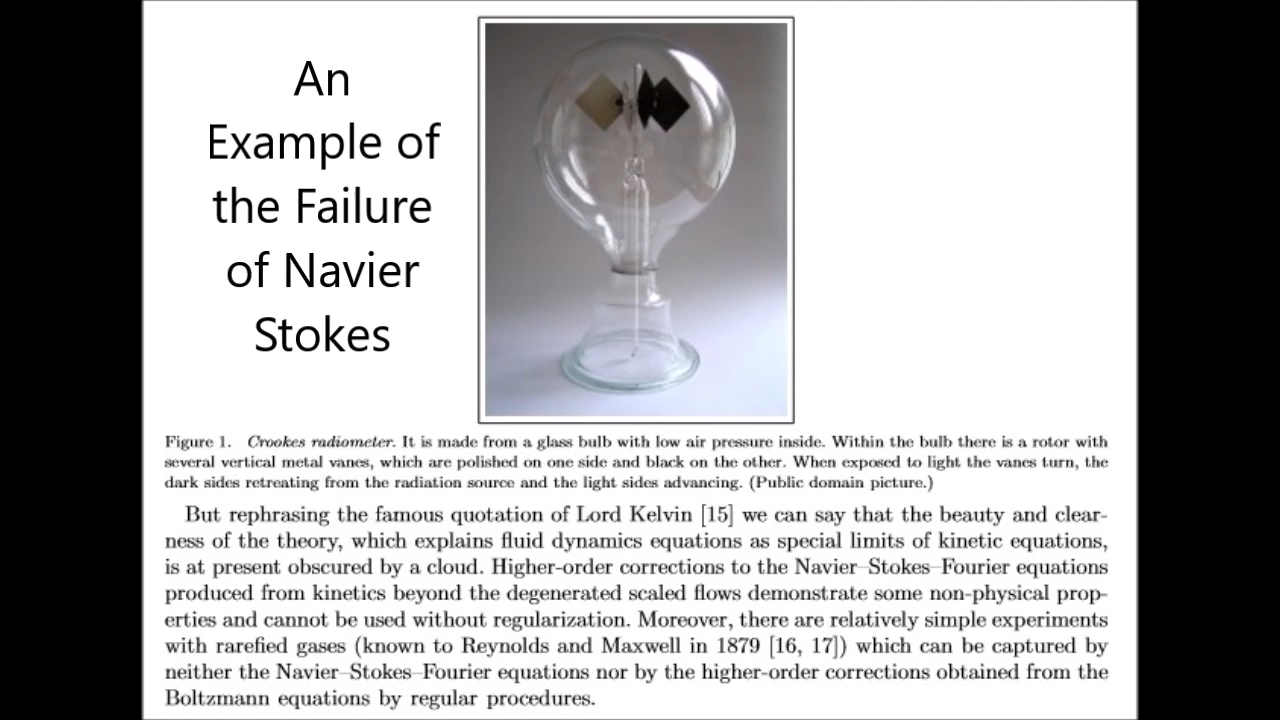 An
Example of
the Failure
of Navier
Stokes
Figure 1. Crookes radiometer. It is made from a glass bulb with low air pressure inside. Within the bulb there is a rotor with
several vertical metal vanes, which are polished on one side and black on the other. When exposed to light the vanes turn, the
dark sides retreating from the radiation source and the light sides advancing. (Public domain picture.)
But rephrasing the famous quotation of Lord Kelvin [15] we can say that the beauty and clear-
ness of the theory, which explains fluid dynamics equations as special limits of kinetic equations,
is at present obscured by a cloud. Higher-order corrections to the Navier–Stokes–Fourier equations
produced from kinetics beyond the degenerated scaled flows demonstrate some non-physical prop-
erties and cannot be used without regularization. Moreover, there are relatively simple experiments
with rarefied gases (known to Reynolds and Maxwell in 1879 [16, 17]) which can be captured by
neither the Navier–Stokes–Fourier equations nor by the higher-order corrections obtained from the
Boltzmann equations by regular procedures.